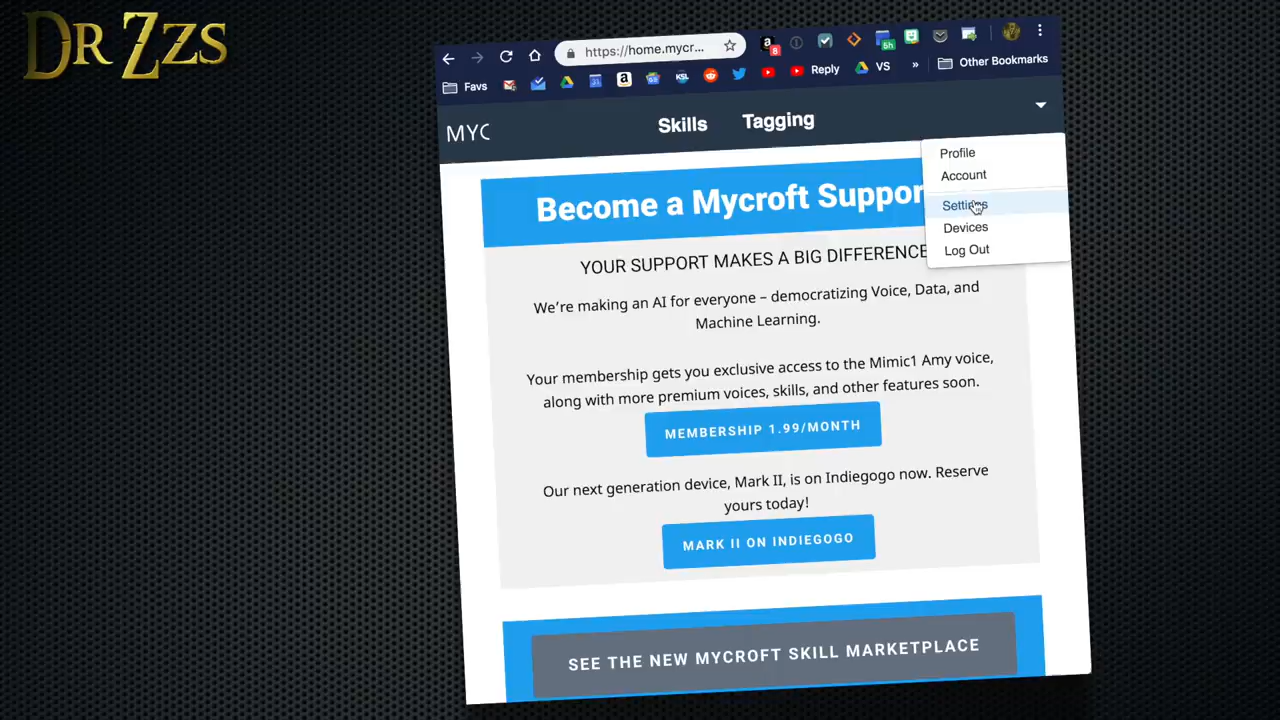 DR ZZS
https://home.mycr...
8
5h
Favs
Reply
VS
»
Other Bookmarks
MYC
Skills
Tagging
Profile
Account
Settings
Devices
Log Out
Become a Mycroft Suppor
YOUR SUPPORT MAKES A BIG DIFFERENCE
We're making an AI for everyone – democratizing Voice, Data, and
Machine Learning.
Your membership gets you exclusive access to the Mimic1 Amy voice,
along with more premium voices, skills, and other features soon.
MEMBERSHIP 1.99/MONTH
Our next generation device, Mark II, is on Indiegogo now. Reserve
yours today!
MARK II ON INDIEGOGO
SEE THE NEW MYCROFT SKILL MARKETPLACE